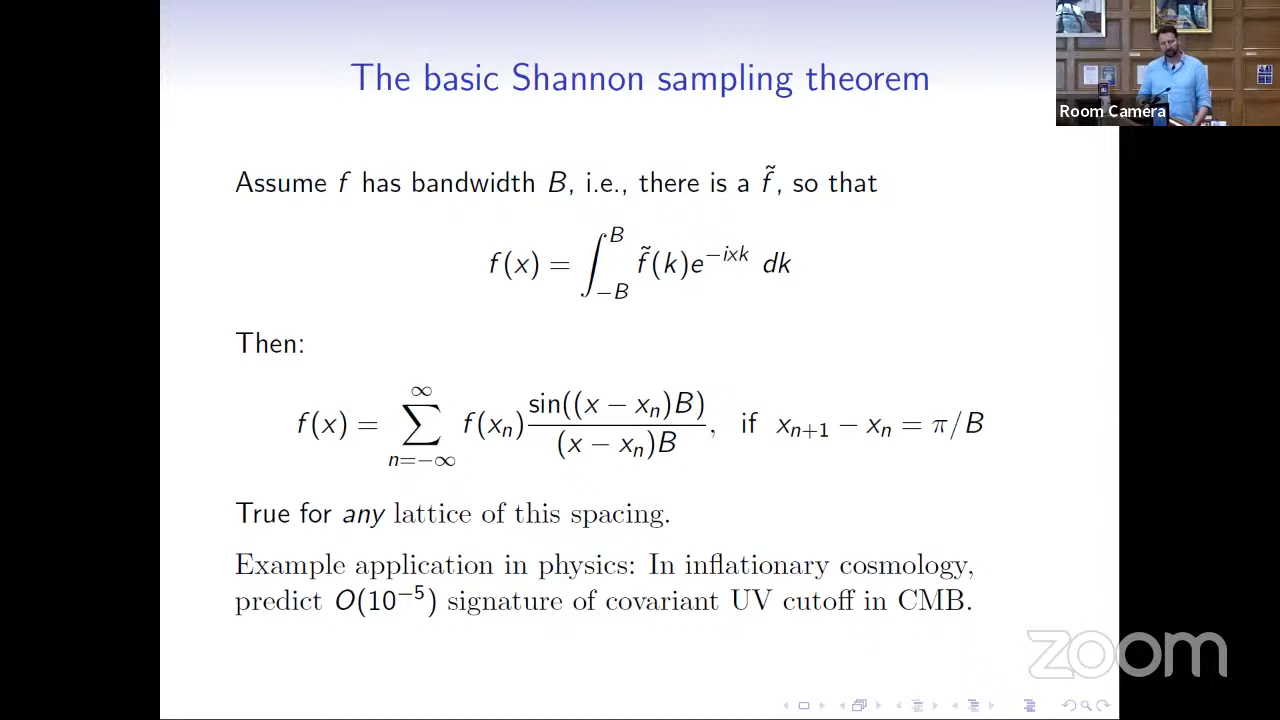 The basic Shannon sampling theorem
Room Camera
Assume f has bandwidth B, i.e., there is a f̃, so that
f(x) = ∫_{−B}^{B} f̃(k)e^{−ixk} dk
Then:
f(x) = ∑_{n=−∞}^{∞} f(x_n) sin((x − x_n)B) / (x − x_n)B, if x_{n+1} − x_n = π/B
True for any lattice of this spacing.
Example application in physics: In inflationary cosmology,
predict O(10^{−5}) signature of covariant UV cutoff in CMB.
zoom